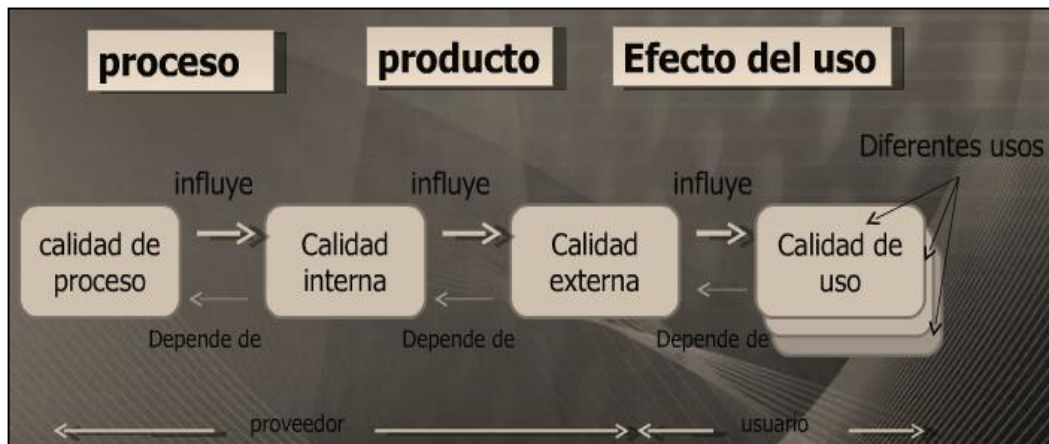 proceso
producto
Efecto del uso
Diferentes usos
influye
influye
influye
calidad de
proceso
Calidad
interna
Calidad
externa
Calidad de
uso
Depende de
Depende de
Depende de
proveedor
usuario